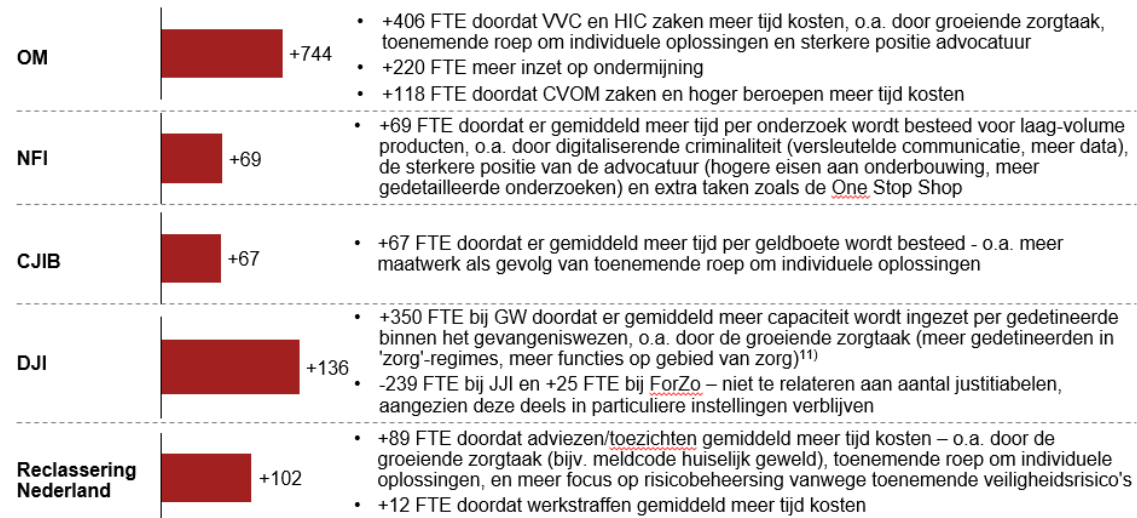 OM
+744
• +406 FTE doordat VVC en HIC zaken meer tijd kosten, o.a. door groeiende zorgtaak,
toenemende roep om individuele oplossingen en sterkere positie advocatuur
• +220 FTE meer inzet op ondermijning
• +118 FTE doordat CVOM zaken en hoger beroepen meer tijd kosten
NFI
+69
• +69 FTE doordat er gemiddeld meer tijd per onderzoek wordt besteed voor laag-volume
producten, o.a. door digitaliserende criminaliteit (versleutelde communicatie, meer data),
de sterkere positie van de advocatuur (hogere eisen aan onderbouwing, meer
gedetailleerde onderzoeken) en extra taken zoals de One Stop Shop
CJIB
+67
• +67 FTE doordat er gemiddeld meer tijd per geldboete wordt besteed - o.a. meer
maatwerk als gevolg van toenemende roep om individuele oplossingen
DJI
+136
• +350 FTE bij GW doordat er gemiddeld meer capaciteit wordt ingezet per gedetineerde
binnen het gevangeniswezen, o.a. door de groeiende zorgtaak (meer gedetineerden in
'zorg'-regimes, meer functies op gebied van zorg)¹¹⁾
• -239 FTE bij JJI en +25 FTE bij ForZo – niet te relateren aan aantal justitiabelen,
aangezien deze deels in particuliere instellingen verblijven
Reclassering
Nederland
+102
• +89 FTE doordat adviezen/toezichten gemiddeld meer tijd kosten – o.a. door de
groeiende zorgtaak (bijv. meldcode huiselijk geweld), toenemende roep om individuele
oplossingen, en meer focus op risicobeheersing vanwege toenemende veiligheidsrisico's
• +12 FTE doordat werkstraffen gemiddeld meer tijd kosten